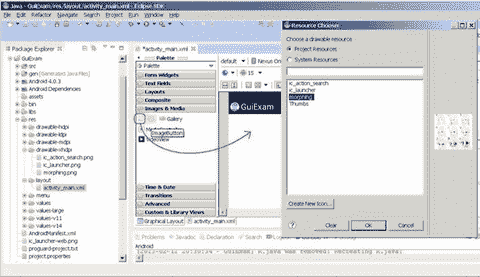 Java - GuiExam/res/layout/activity_main.xml - Eclipse SDK
File Edit Refactor Run Navigate Search Project Window Help
Package Explorer
GuiExam
src
gen [Generated Java Files]
Android 4.0.3
Android Dependencies
assets
bin
libs
res
drawable-hdpi
drawable-ldpi
drawable-mdpi
drawable-xhdpi
ic_action_search.png
ic_launcher.png
morphing.png
layout
activity_main.xml
menu
values
values-large
values-v11
values-v14
AndroidManifest.xml
ic_launcher-web.png
proguard-project.txt
project.properties
*activity_main.xml
Palette
Palette
Form Widgets
Text Fields
Layouts
Composite
Images & Media
Gallery
ImageButton
Time & Date
Transitions
Advanced
Custom & Library Views
Graphical Layout
activity_main.xml
default
Nexus One
15
GuiExam
Problems
Javadoc
Declaration
Search
Android
Resource Chooser
Choose a drawable resource
Project Resources
System Resources
ic_action_search
ic_launcher
morphing
Thumbs
Create New Icon...
Clear
OK
Cancel